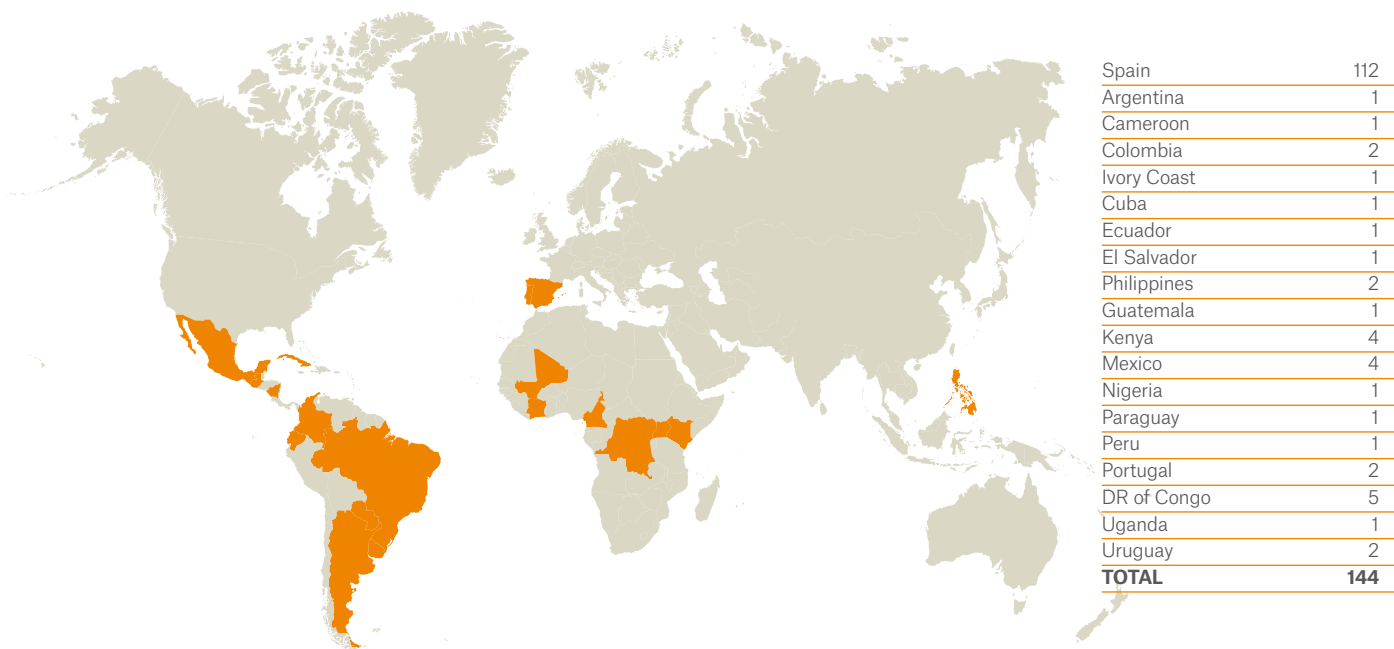 Spain 112
Argentina 1
Cameroon 1
Colombia 2
Ivory Coast 1
Cuba 1
Ecuador 1
El Salvador 1
Philippines 2
Guatemala 1
Kenya 4
Mexico 4
Nigeria 1
Paraguay 1
Peru 1
Portugal 2
DR of Congo 5
Uganda 1
Uruguay 2
TOTAL 144